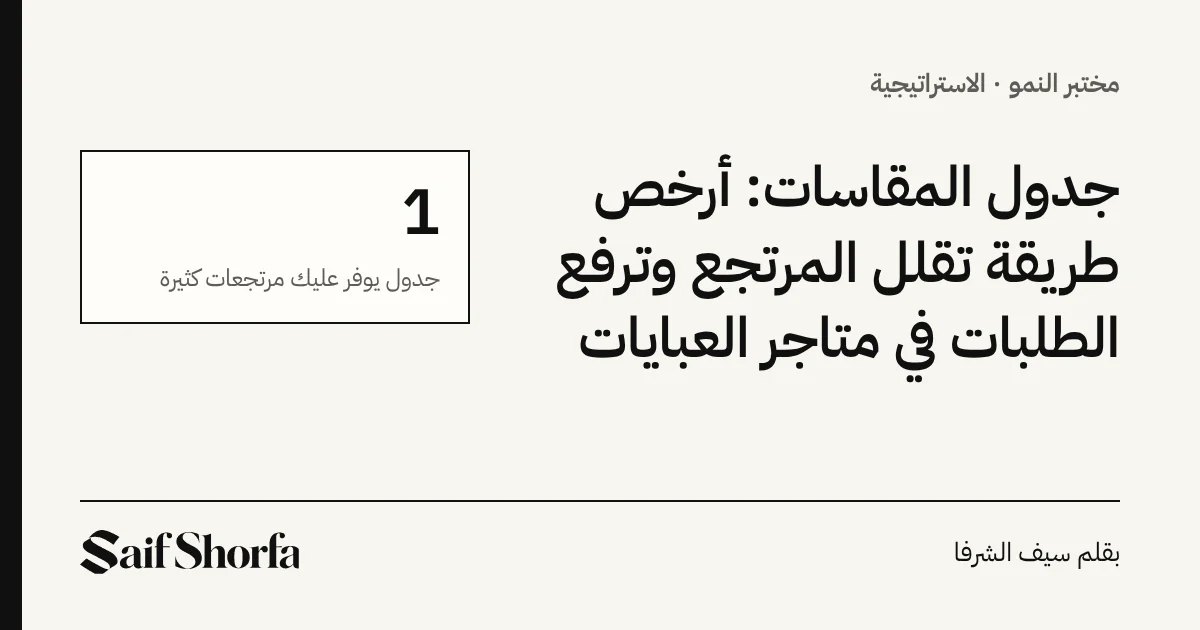 مختبر النمو · الاستراتيجية
جدول المقاسات: أرخص
طريقة تقلل المرتجع وترفع
الطلبات في متاجر العبايات
1
جدول يوفر عليك مرتجعات كثيرة
بقلم سيف الشرفا
Saif Shorfa